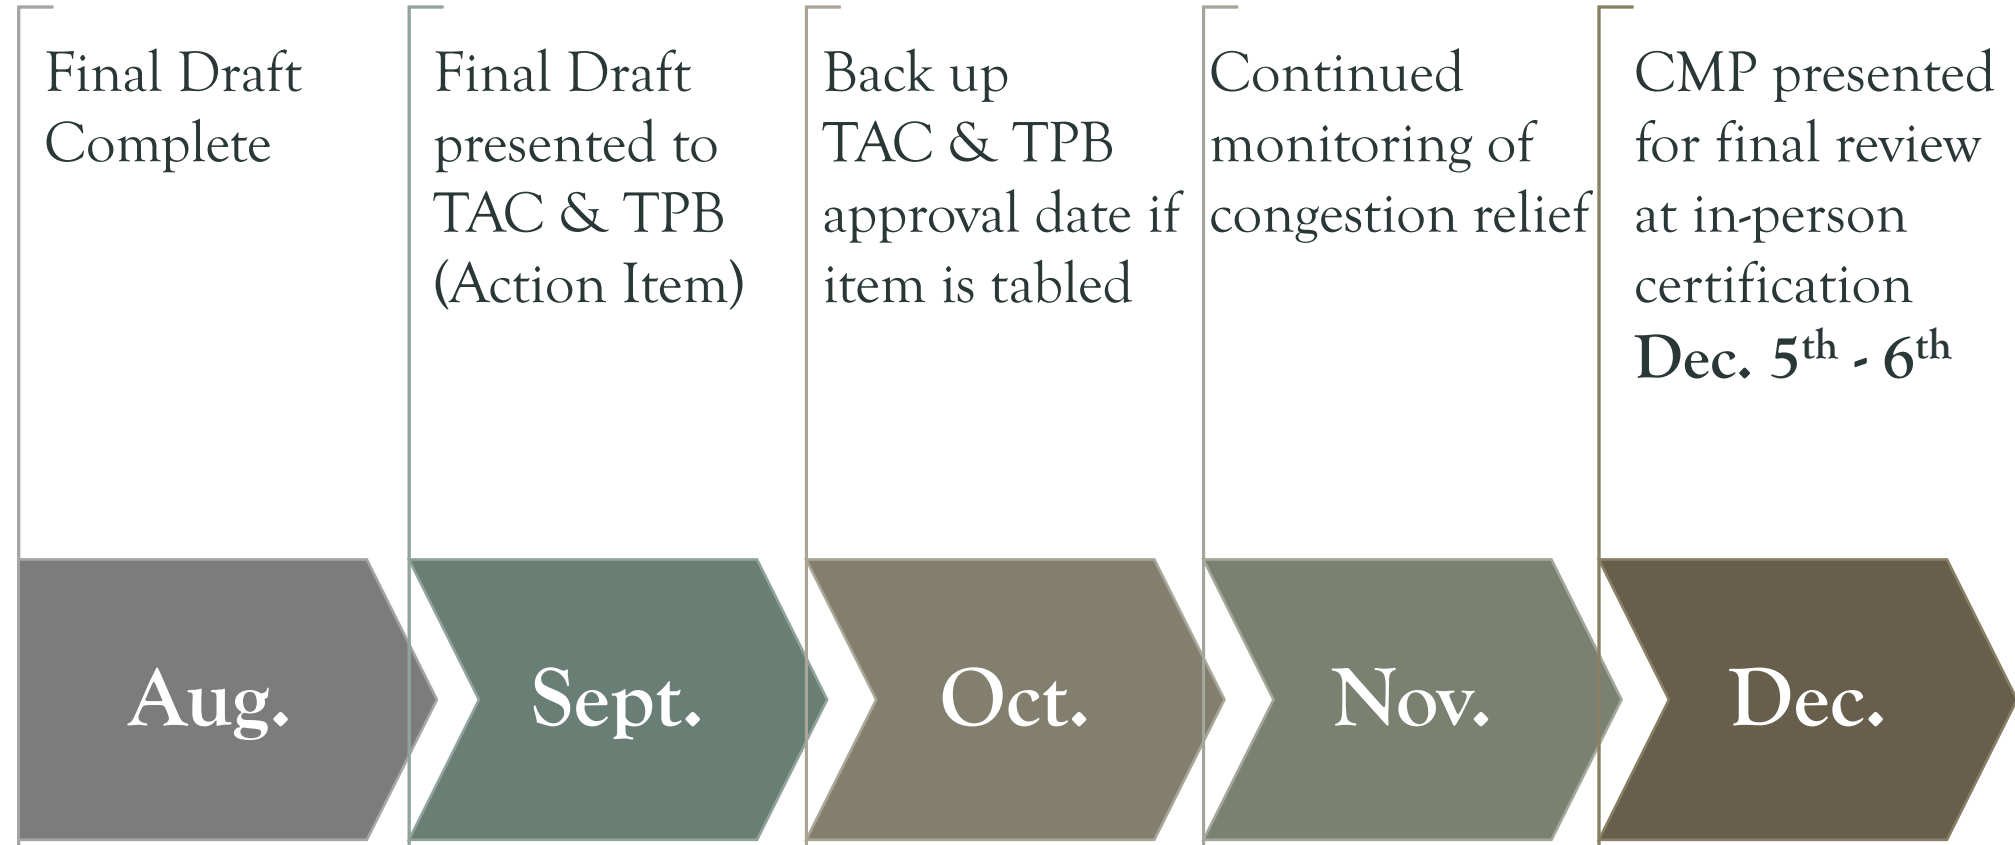 Final Draft
Complete
Final Draft
presented to
TAC & TPB
(Action Item)
Back up
TAC & TPB
approval date if
item is tabled
Continued
monitoring of
congestion relief
CMP presented
for final review
at in-person
certification
Dec. 5th - 6th
Aug.
Sept.
Oct.
Nov.
Dec.